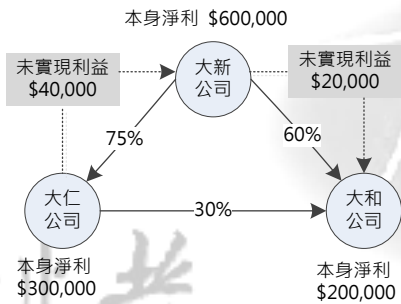 本身淨利 $600,000
未實現利益
$40,000
大新
公司
未實現利益
$20,000
75%
60%
大仁
公司
30%
大和
公司
本身淨利
$300,000
本身淨利
$200,000